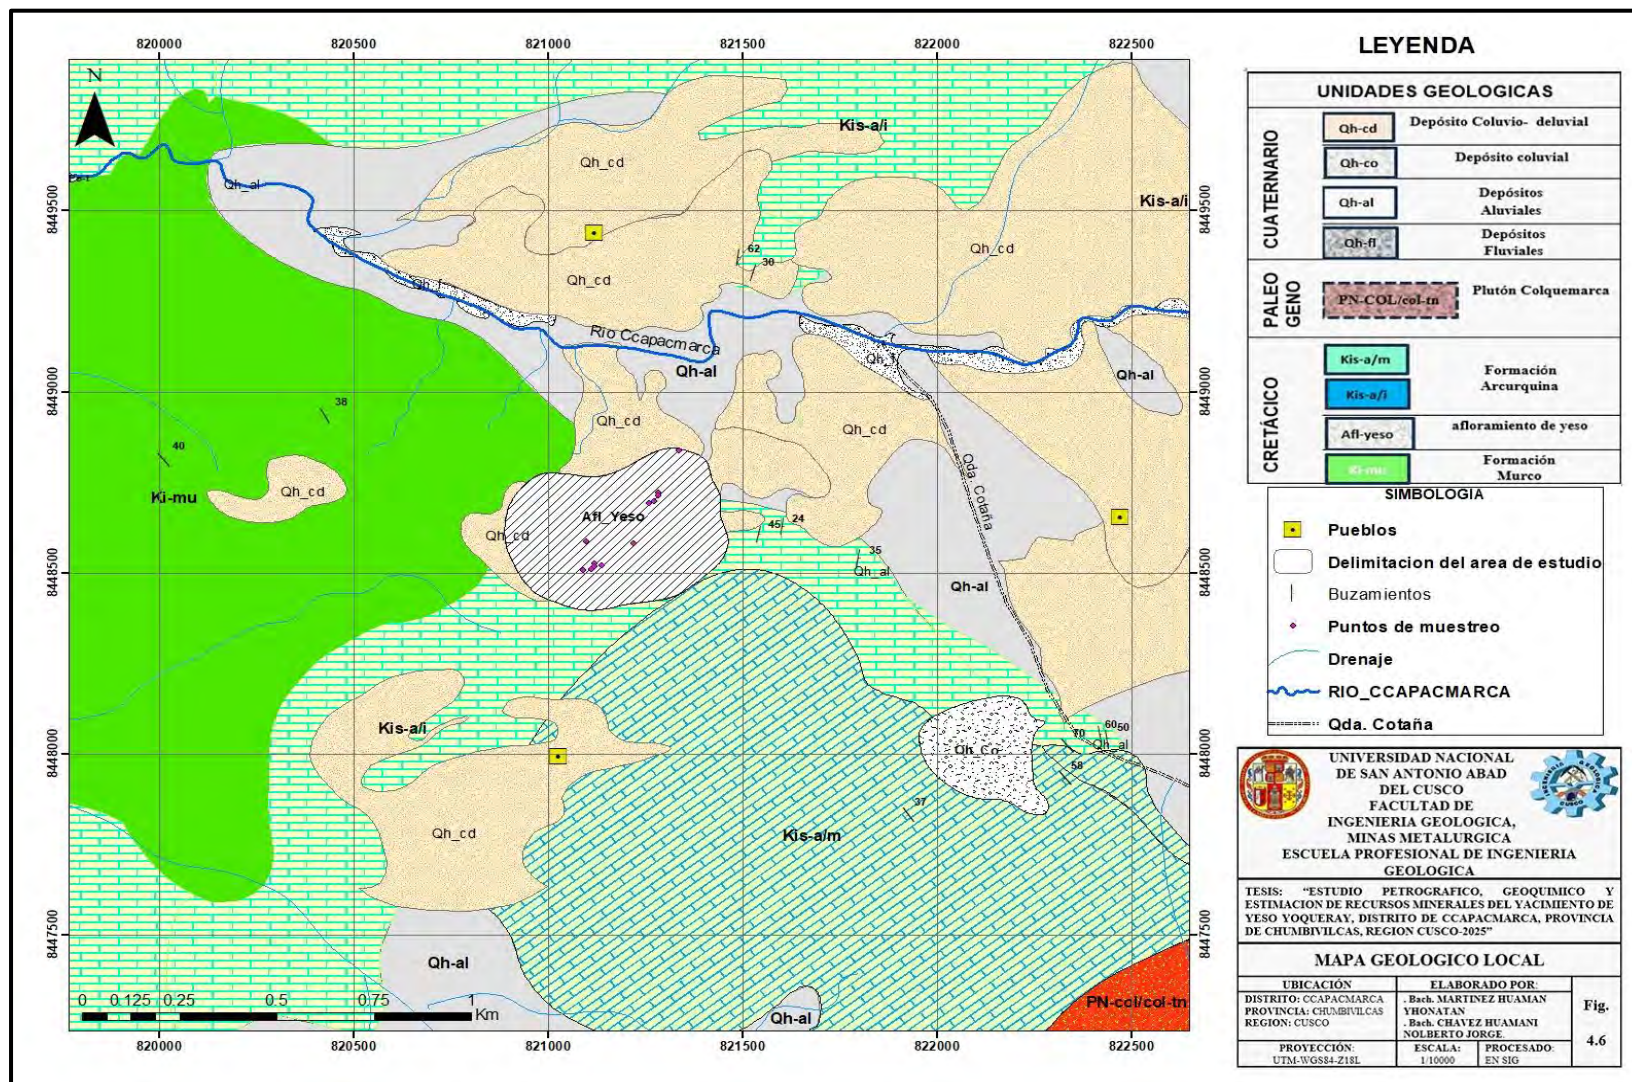 820000 820500 821000 821500 822000 822500
N
8449500
8449000
8448500
8448000
8447500
8449500
8449000
8448500
8448000
8447500
Kis-a/i
Qh_cd
Qh_al
Kis-a/i
Qh_cd
62
30
Qh_cd
Rio Ccapacmarca
Qh-al
Qh-al
38
40
Qh_cd
Qh_cd
Qda. Cotaña
Qh_cd
Ki-mu
Afl_Yeso
Qh_cd
45
24
35
Qh_al
Qh-al
Kis-a/i
60
50
70
Qh_al
Qh_Co
58
37
Qh_cd
Kis-a/m
Qh-al
PN-col/col-tn
Qh-al
0 0.125 0.25 0.5 0.75 1
Km
820000 820500 821000 821500 822000 822500
LEYENDA
UNIDADES GEOLOGICAS
CUATERNARIO
Qh-cd Depósito Coluvio- deluvial
Qh-co Depósito coluvial
Qh-al Depósitos
Aluviales
Qh-fl Depósitos
Fluviales
PALEO
GENO
PN-COL/col-tn Plutón Colquemarca
CRETÁCICO
Kis-a/m
Kis-a/i
Formación
Arcurquina
Afl-yeso afloramiento de yeso
Ki-mu Formación
Murco
SIMBOLOGIA
Pueblos
Delimitacion del area de estudio
Buzamientos
Puntos de muestreo
Drenaje
RIO_CCAPACMARCA
Qda. Cotaña
UNIVERSIDAD NACIONAL
DE SAN ANTONIO ABAD
DEL CUSCO
FACULTAD DE
INGENIERIA GEOLOGICA,
MINAS METALURGICA
ESCUELA PROFESIONAL DE INGENIERIA
GEOLOGICA
TESIS: “ESTUDIO PETROGRAFICO, GEOQUIMICO Y
ESTIMACION DE RECURSOS MINERALES DEL YACIMIENTO DE
YESO YOQUERAY, DISTRITO DE CCAPACMARCA, PROVINCIA
DE CHUMBIVILCAS, REGION CUSCO-2025”
MAPA GEOLOGICO LOCAL
UBICACIÓN
DISTRITO: CCAPACMARCA
PROVINCIA: CHUMBIVILCAS
REGION: CUSCO
ELABORADO POR:
. Bach. MARTINEZ HUAMAN
YHONATAN
. Bach. CHAVEZ HUAMANI
NOLBERTO JORGE.
Fig.
4.6
PROYECCIÓN:
UTM-WGS84-Z18L
ESCALA:
1/10000
PROCESADO:
EN SIG